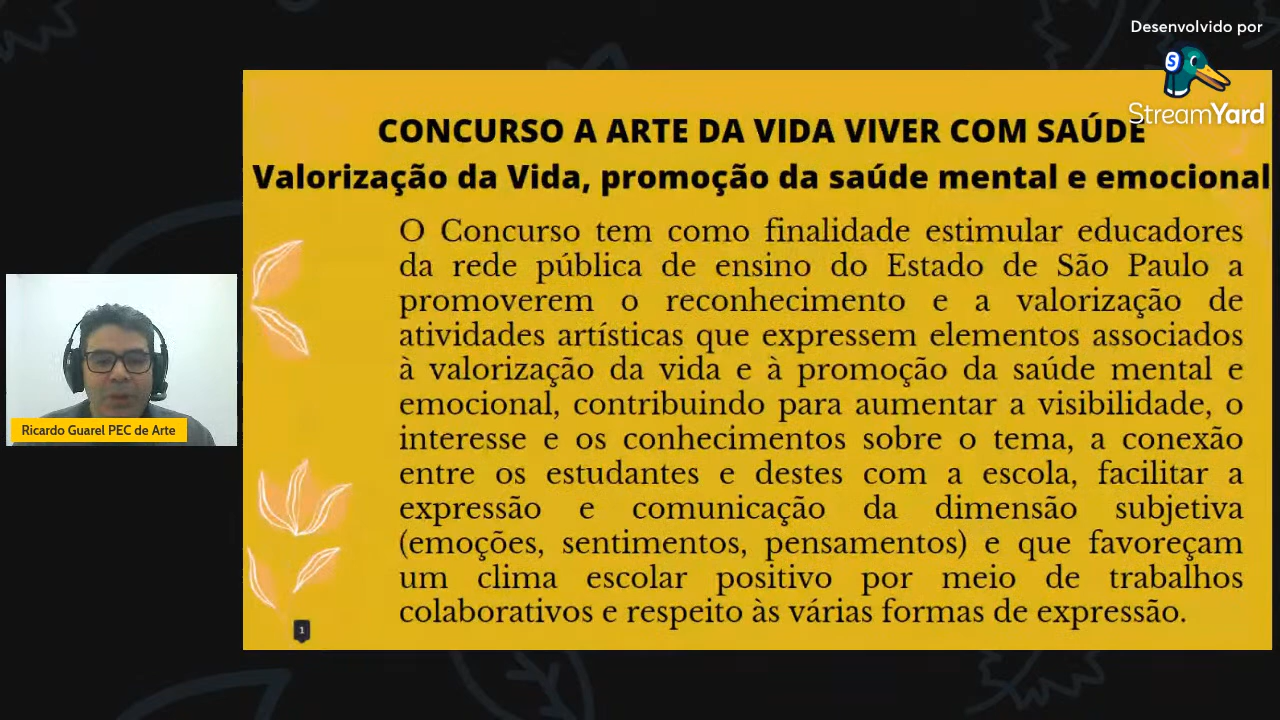 Desenvolvido por
StreamYard
CONCURSO A ARTE DA VIDA VIVER COM SAÚDE
Valorização da Vida, promoção da saúde mental e emocional
O Concurso tem como finalidade estimular educadores
da rede pública de ensino do Estado de São Paulo a
promoverem o reconhecimento e a valorização de
atividades artísticas que expressem elementos associados
à valorização da vida e à promoção da saúde mental e
emocional, contribuindo para aumentar a visibilidade, o
interesse e os conhecimentos sobre o tema, a conexão
entre os estudantes e destes com a escola, facilitar a
expressão e comunicação da dimensão subjetiva
(emoções, sentimentos, pensamentos) e que favoreçam
um clima escolar positivo por meio de trabalhos
colaborativos e respeito às várias formas de expressão.
1
Ricardo Guarel PEC de Arte